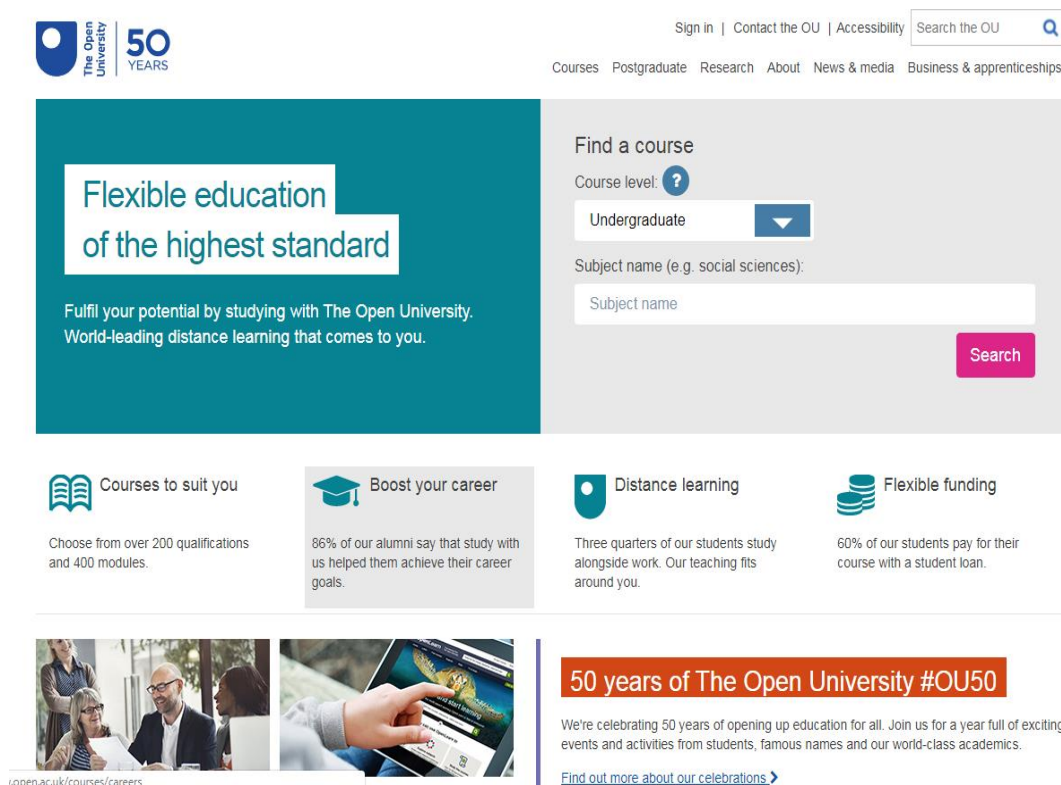 The Open
University
50
YEARS
Sign in | Contact the OU | Accessibility
Search the OU
Courses Postgraduate Research About News & media Business & apprenticeships
Flexible education
of the highest standard
Fulfil your potential by studying with The Open University.
World-leading distance learning that comes to you.
Find a course
Course level: ?
Undergraduate
Subject name (e.g. social sciences):
Subject name
Search
Courses to suit you
Choose from over 200 qualifications
and 400 modules.
Boost your career
86% of our alumni say that study with
us helped them achieve their career
goals.
Distance learning
Three quarters of our students study
alongside work. Our teaching fits
around you.
Flexible funding
60% of our students pay for their
course with a student loan.
start learning
50 years of The Open University #OU50
We're celebrating 50 years of opening up education for all. Join us for a year full of exciting
events and activities from students, famous names and our world-class academics.
Find out more about our celebrations
.open.ac.uk/courses/careers